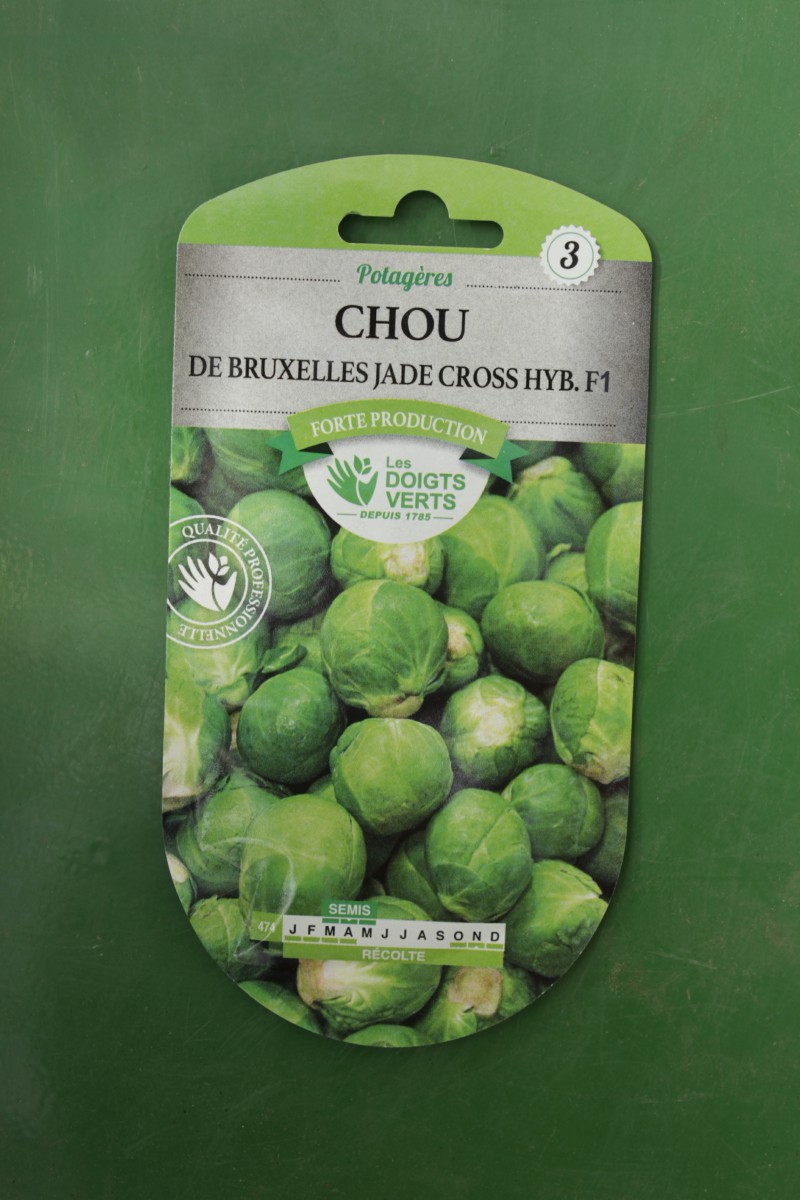 3
Potagères
CHOU
DE BRUXELLES JADE CROSS HYB. F1
FORTE PRODUCTION
Les
DOIGTS
VERTS
DEPUIS 1785
QUALITÉ PROFESSIONNELLE
SEMIS
474 J F M A M J J A S O N D
RÉCOLTE